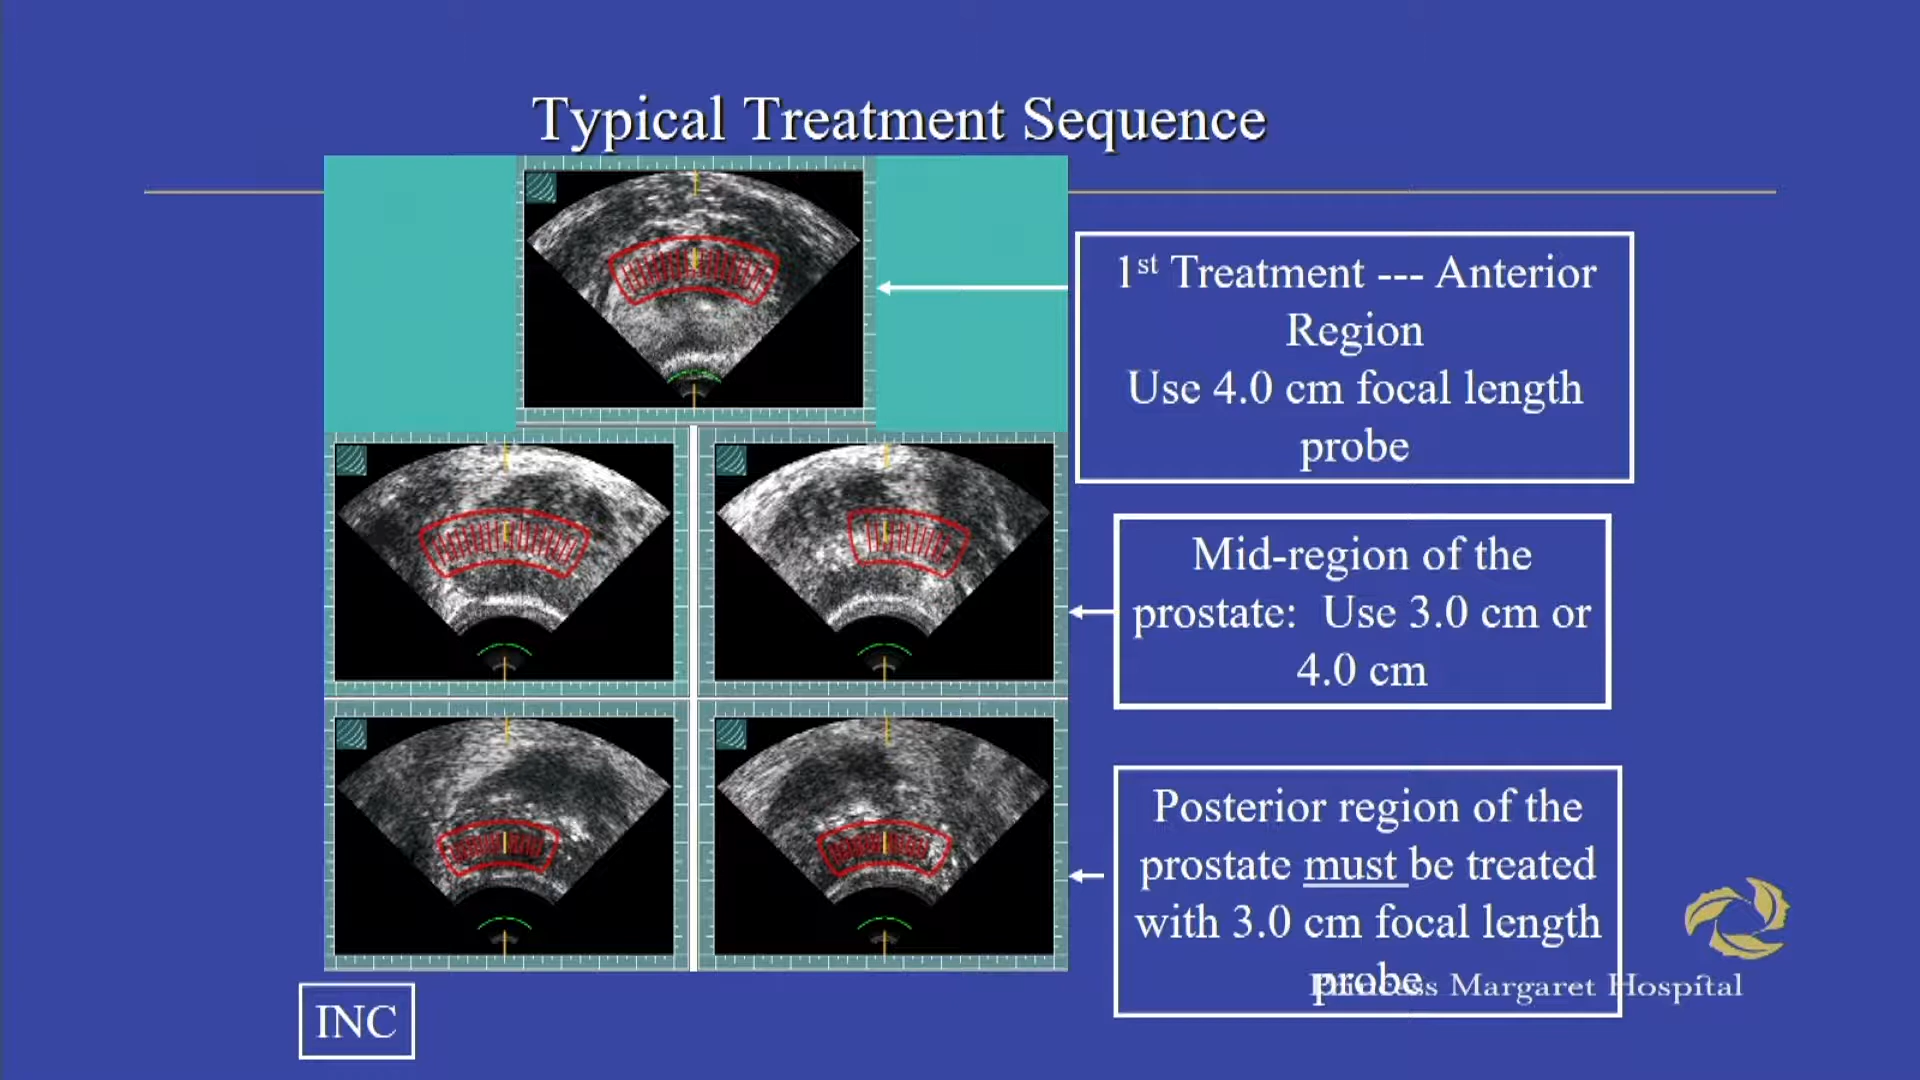 Typical Treatment Sequence
1st Treatment --- Anterior
Region
Use 4.0 cm focal length
probe
Mid-region of the
prostate: Use 3.0 cm or
4.0 cm
Posterior region of the
prostate must be treated
with 3.0 cm focal length
probe
Princess Margaret Hospital
INC